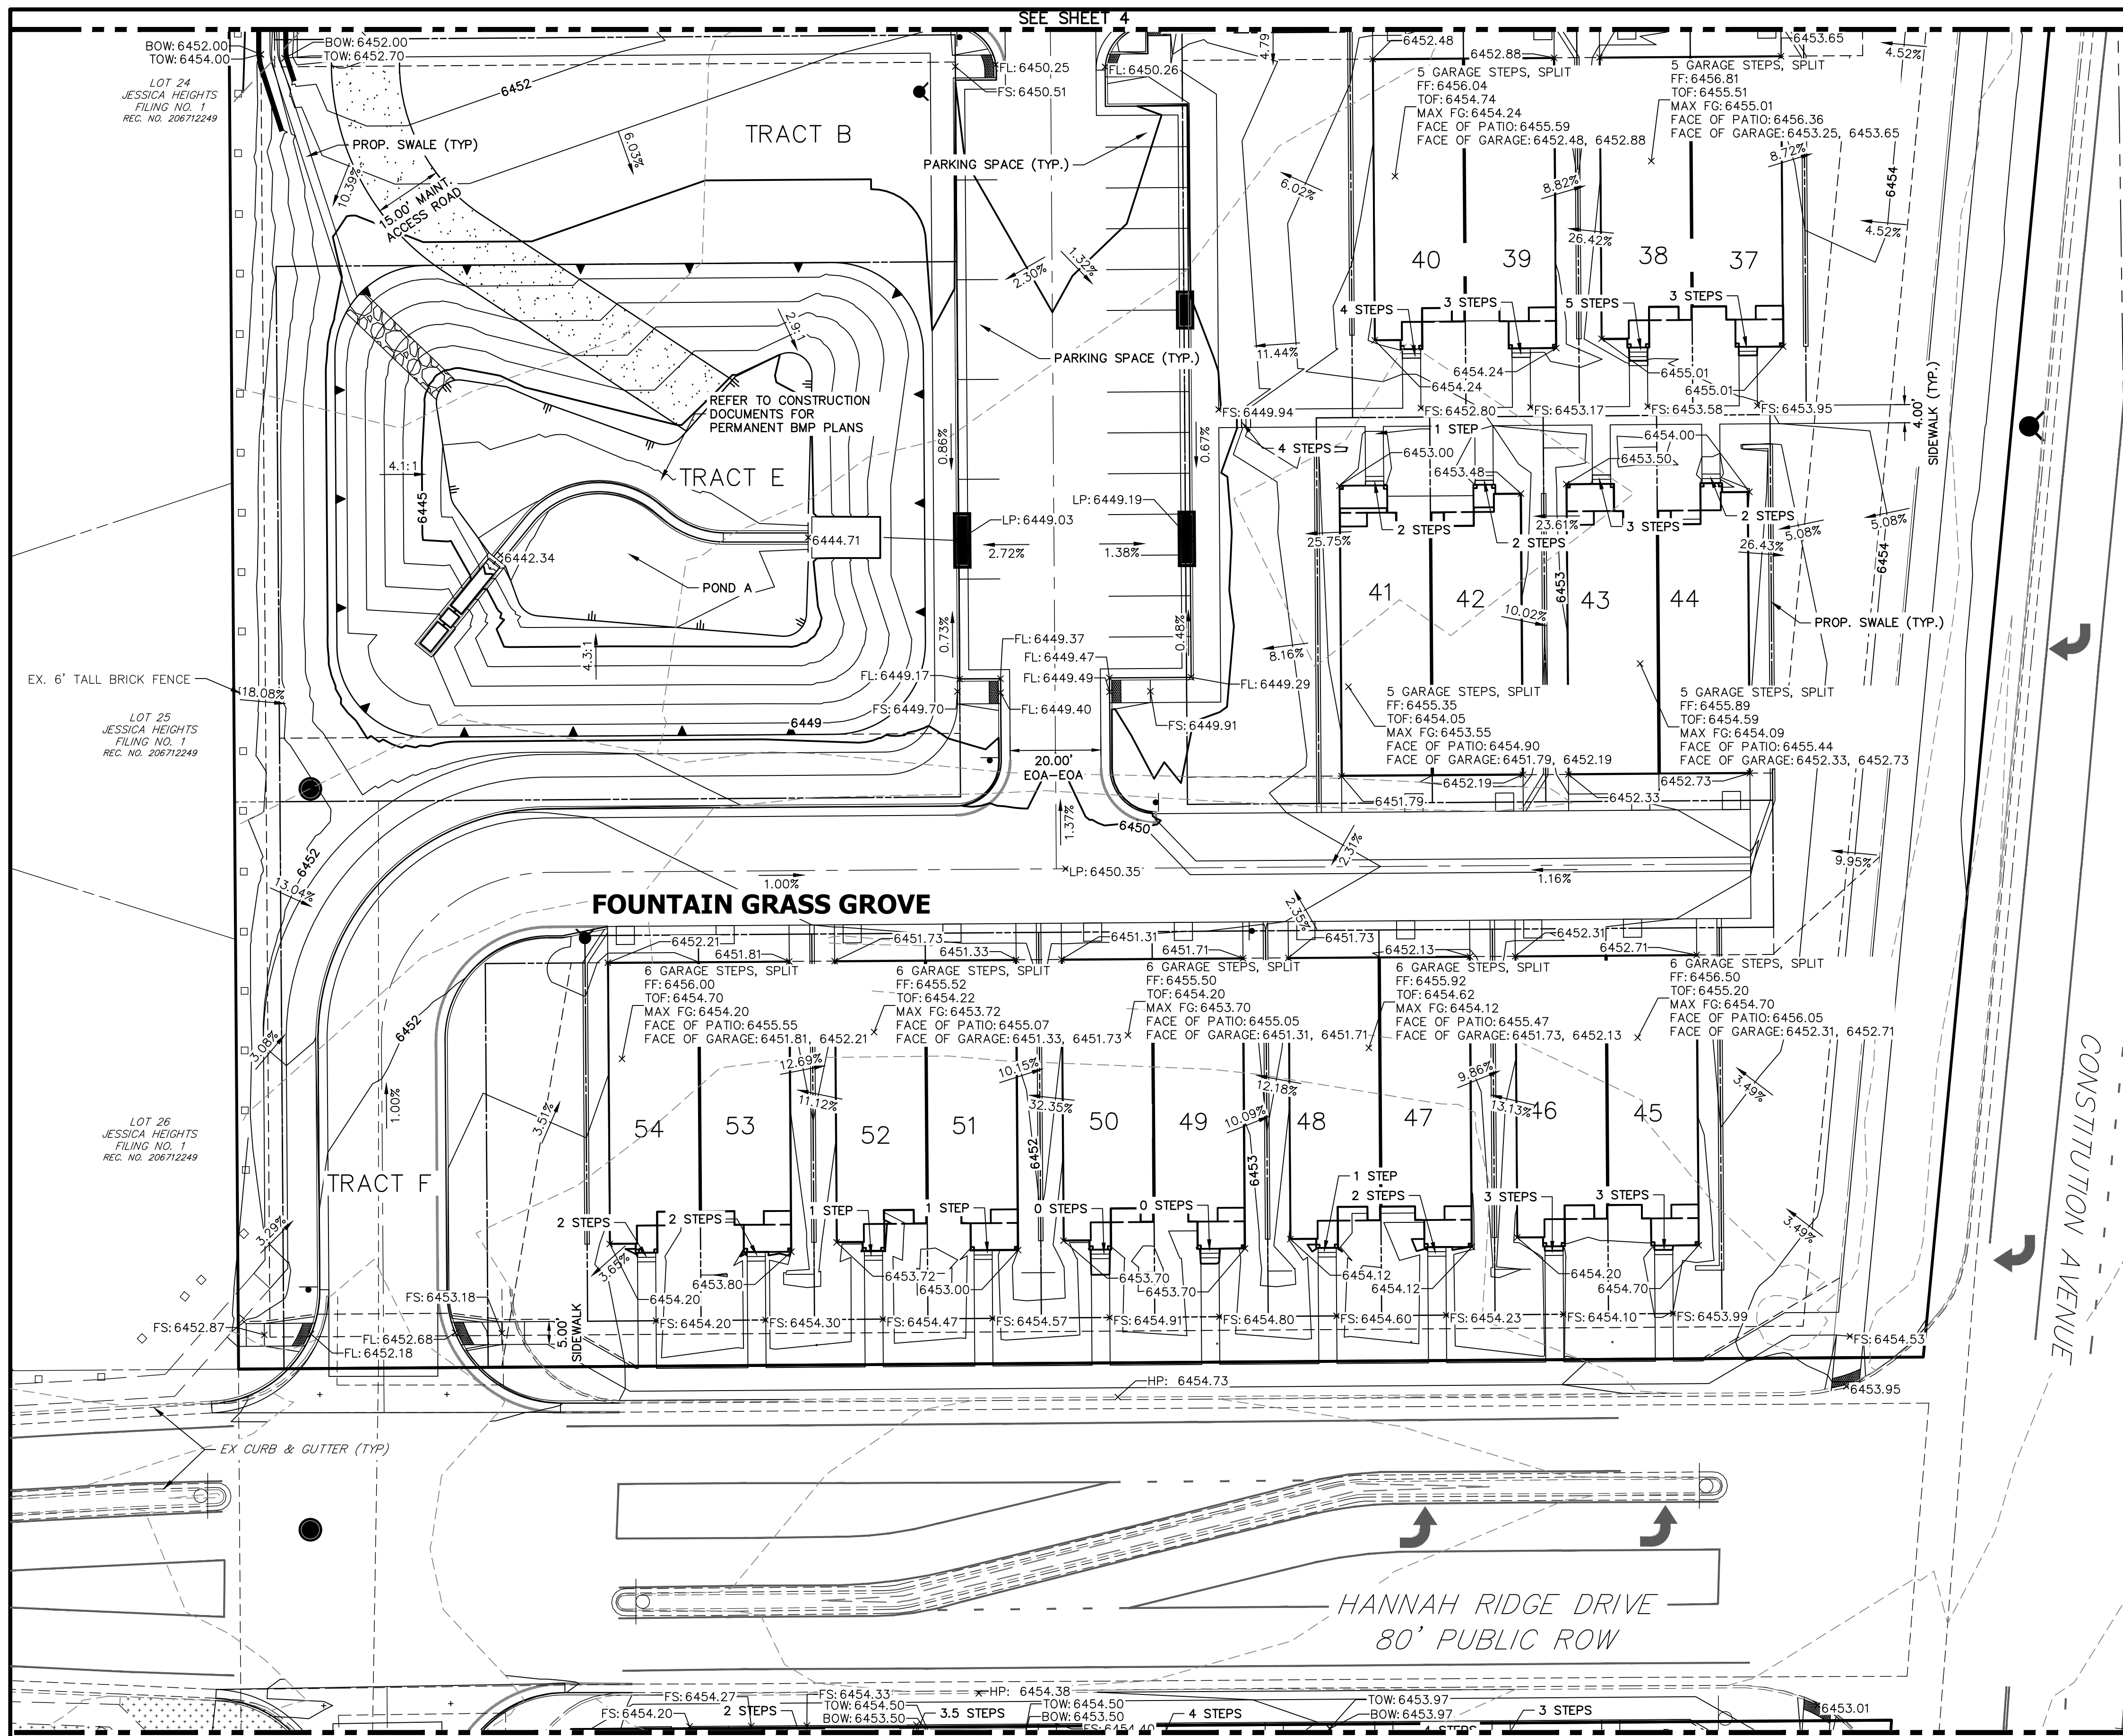 SEE SHEET 4
BOW: 6452.00
TOW: 6454.00
BOW: 6452.00
TOW: 6452.70
LOT 24
JESSICA HEIGHTS
FILING NO. 1
REC. NO. 206712249
PROP. SWALE (TYP)
10.39%
15.00' MAINT.
ACCESS ROAD
6452
6.03%
TRACT B
FL: 6450.25
FS: 6450.51
FL: 6450.26
4.79
PARKING SPACE (TYP.)
6452.48
6452.88
6453.65
4.52%
5 GARAGE STEPS, SPLIT
FF: 6456.04
TOF: 6454.74
MAX FG: 6454.24
FACE OF PATIO: 6455.59
FACE OF GARAGE: 6452.48, 6452.88
5 GARAGE STEPS, SPLIT
FF: 6456.81
TOF: 6455.51
MAX FG: 6455.01
FACE OF PATIO: 6456.36
FACE OF GARAGE: 6453.25, 6453.65
6.02%
8.82%
8.72%
6454
4.52%
26.42%
40
39
38
37
2.30%
1.32%
4 STEPS
3 STEPS
5 STEPS
3 STEPS
2.9:1
PARKING SPACE (TYP.)
11.44%
6454.24
6454.24
6455.01
6455.01
SIDEWALK (TYP.)
4.00'
REFER TO CONSTRUCTION
DOCUMENTS FOR
PERMANENT BMP PLANS
FS: 6449.94
FS: 6452.80
FS: 6453.17
FS: 6453.58
FS: 6453.95
0.86%
0.67%
4 STEPS
1 STEP
6453.00
6453.48
6453.50
6454.00
4.1:1
6445
TRACT E
LP: 6449.03
LP: 6449.19
2.72%
1.38%
6444.71
6442.34
POND A
25.75%
2 STEPS
2 STEPS
23.61%
3 STEPS
2 STEPS
26.43%
5.08%
5.08%
6454
41
42
43
44
6453
10.02%
PROP. SWALE (TYP.)
0.73%
0.48%
4.3:1
8.16%
FL: 6449.37
FL: 6449.47
FL: 6449.17
FL: 6449.49
FL: 6449.29
FS: 6449.70
FL: 6449.40
FS: 6449.91
EX. 6' TALL BRICK FENCE
18.08%
LOT 25
JESSICA HEIGHTS
FILING NO. 1
REC. NO. 206712249
6449
20.00'
EOA-EOA
5 GARAGE STEPS, SPLIT
FF: 6455.35
TOF: 6454.05
MAX FG: 6453.55
FACE OF PATIO: 6454.90
FACE OF GARAGE: 6451.79, 6452.19
5 GARAGE STEPS, SPLIT
FF: 6455.89
TOF: 6454.59
MAX FG: 6454.09
FACE OF PATIO: 6455.44
FACE OF GARAGE: 6452.33, 6452.73
6451.79
6452.19
6452.33
6452.73
1.37%
6450
6452
13.04%
2.31%
9.95%
LP: 6450.35
1.00%
1.16%
FOUNTAIN GRASS GROVE
2.35%
6452.21
6451.81
6451.73
6451.33
6451.31
6451.71
6451.73
6452.13
6452.31
6452.71
6 GARAGE STEPS, SPLIT
FF: 6456.00
TOF: 6454.70
MAX FG: 6454.20
FACE OF PATIO: 6455.55
FACE OF GARAGE: 6451.81, 6452.21
6 GARAGE STEPS, SPLIT
FF: 6455.52
TOF: 6454.22
MAX FG: 6453.72
FACE OF PATIO: 6455.07
FACE OF GARAGE: 6451.33, 6451.73
6 GARAGE STEPS, SPLIT
FF: 6455.50
TOF: 6454.20
MAX FG: 6453.70
FACE OF PATIO: 6455.05
FACE OF GARAGE: 6451.31, 6451.71
6 GARAGE STEPS, SPLIT
FF: 6455.92
TOF: 6454.62
MAX FG: 6454.12
FACE OF PATIO: 6455.47
FACE OF GARAGE: 6451.73, 6452.13
6 GARAGE STEPS, SPLIT
FF: 6456.50
TOF: 6455.20
MAX FG: 6454.70
FACE OF PATIO: 6456.05
FACE OF GARAGE: 6452.31, 6452.71
3.08%
6452
1.00%
3.51%
12.69%
11.12%
10.15%
32.35%
12.18%
10.09%
9.86%
13.13%
3.49%
CONSTITUTION AVENUE
LOT 26
JESSICA HEIGHTS
FILING NO. 1
REC. NO. 206712249
54
53
52
51
50
49
48
47
46
45
6452
6453
TRACT F
3.29%
2 STEPS
2 STEPS
1 STEP
1 STEP
0 STEPS
0 STEPS
1 STEP
2 STEPS
3 STEPS
3 STEPS
3.49%
3.65%
6454.20
6453.80
6453.72
6453.00
6453.70
6453.70
6454.12
6454.12
6454.20
6454.70
FS: 6453.18
FS: 6452.87
FL: 6452.68
FL: 6452.18
5.00'
SIDEWALK
FS: 6454.20
FS: 6454.30
FS: 6454.47
FS: 6454.57
FS: 6454.91
FS: 6454.80
FS: 6454.60
FS: 6454.23
FS: 6454.10
FS: 6453.99
FS: 6454.53
HP: 6454.73
6453.95
EX CURB & GUTTER (TYP)
HANNAH RIDGE DRIVE
80' PUBLIC ROW
FS: 6454.27
FS: 6454.20
2 STEPS
FS: 6454.33
HP: 6454.38
TOW: 6454.50
BOW: 6453.50
3.5 STEPS
TOW: 6454.50
BOW: 6453.50
FS: 6454.40
4 STEPS
TOW: 6453.97
BOW: 6453.97
4 STEPS
3 STEPS
6453.01